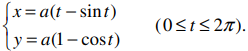 {x = a(t − sin t)
y = a(1 − cos t) (0 ≤ t ≤ 2π).